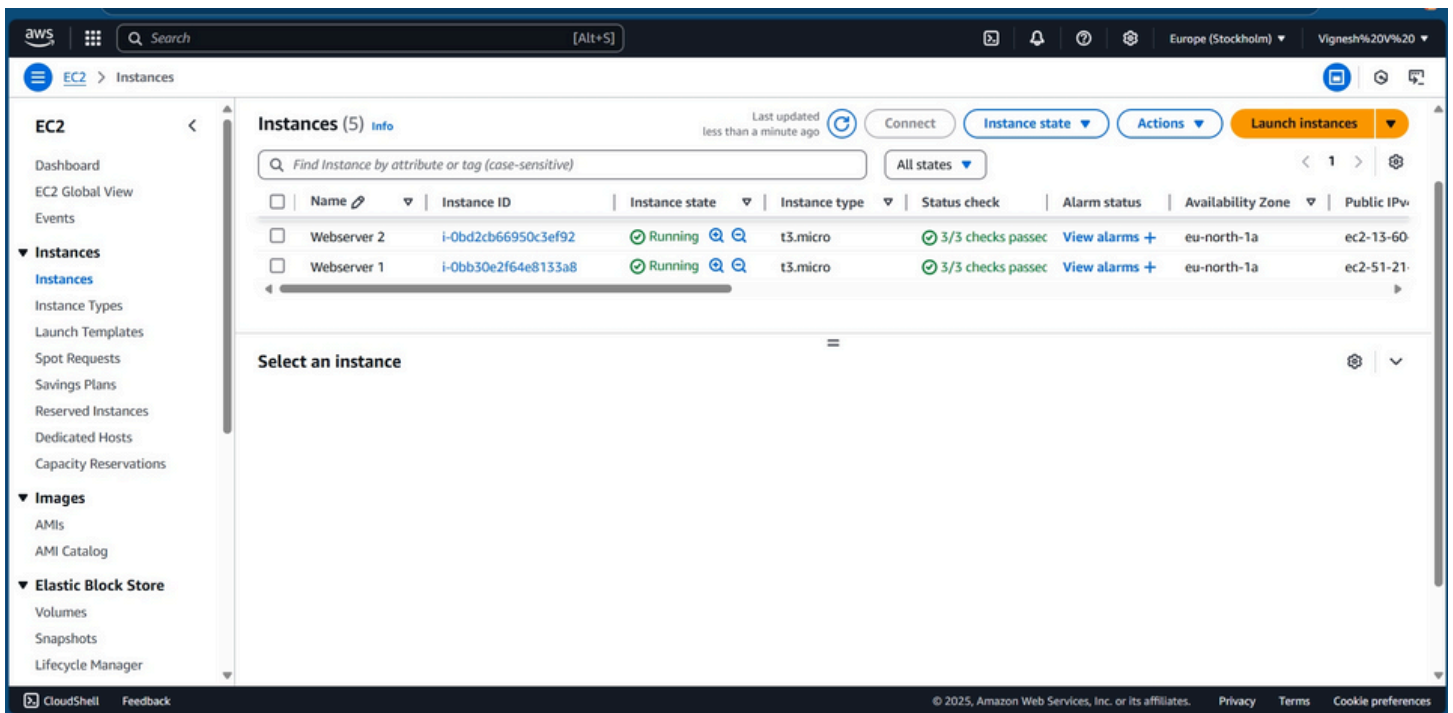 aws Search [Alt+S] Europe (Stockholm) Vignesh%20V%20
EC2 > Instances
EC2
Dashboard
EC2 Global View
Events
Instances
Instances
Instance Types
Launch Templates
Spot Requests
Savings Plans
Reserved Instances
Dedicated Hosts
Capacity Reservations
Images
AMIs
AMI Catalog
Elastic Block Store
Volumes
Snapshots
Lifecycle Manager
Instances (5) Info
Last updated
less than a minute ago
Connect Instance state Actions Launch instances
Find Instance by attribute or tag (case-sensitive) All states 1
Name Instance ID Instance state Instance type Status check Alarm status Availability Zone Public IPv
Webserver 2 i-0bd2cb66950c3ef92 Running t3.micro 3/3 checks passec View alarms + eu-north-1a ec2-13-60-
Webserver 1 i-0bb30e2f64e8133a8 Running t3.micro 3/3 checks passec View alarms + eu-north-1a ec2-51-21-
Select an instance
CloudShell Feedback © 2025, Amazon Web Services, Inc. or its affiliates. Privacy Terms Cookie preferences